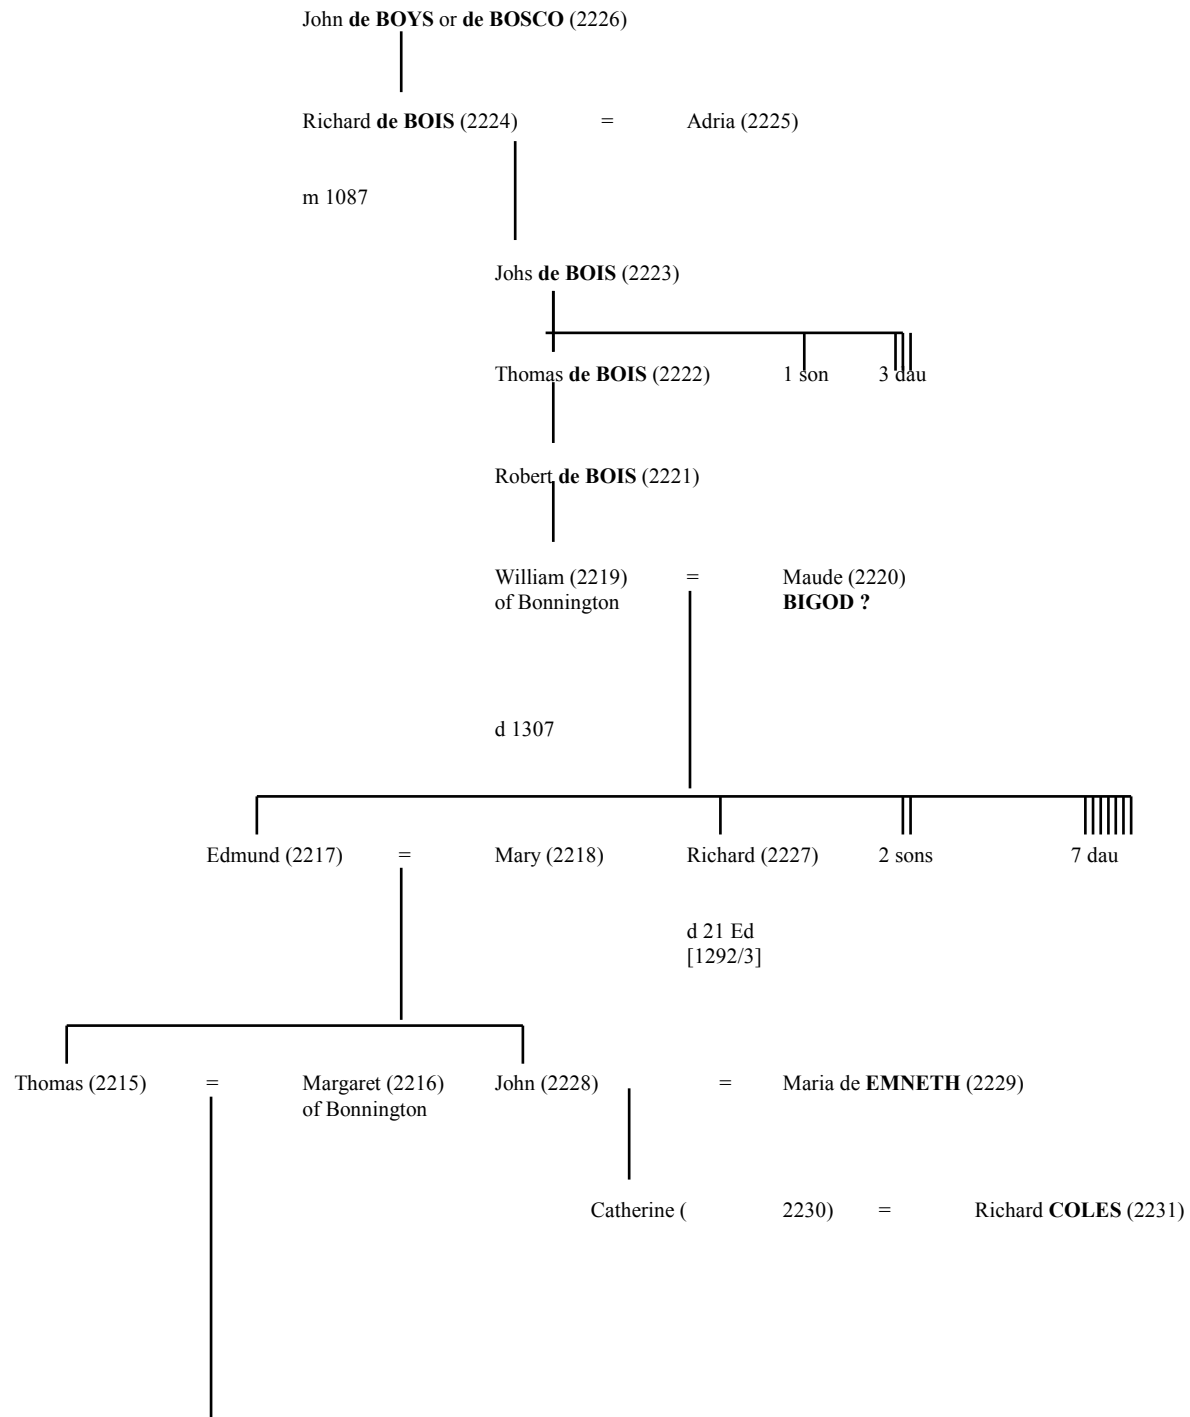 John de BOYS or de BOSCO (2226)
Richard de BOIS (2224) = Adria (2225)
m 1087
Johs de BOIS (2223)
Thomas de BOIS (2222) 1 son 3 dau
Robert de BOIS (2221)
William (2219) = Maude (2220)
of Bonnington BIGOD ?
d 1307
Edmund (2217) = Mary (2218) Richard (2227) 2 sons 7 dau
d 21 Ed
[1292/3]
Thomas (2215) = Margaret (2216) John (2228) = Maria de EMNETH (2229)
of Bonnington
Catherine ( 2230) = Richard COLES (2231)